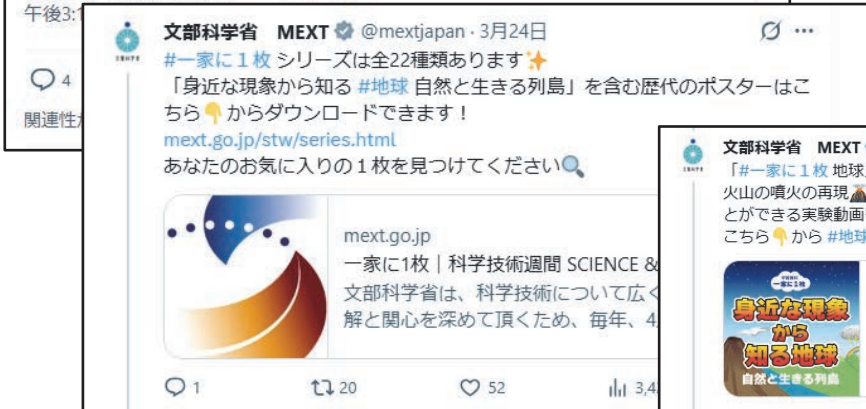 午後3:1
4
関連性
文部科学省 MEXT @mextjapan · 3月24日
#一家に1枚 シリーズは全22種類あります✨
「身近な現象から知る #地球 自然と生きる列島」を含む歴代のポスターはこ
ちら👇からダウンロードできます！
mext.go.jp/stw/series.html
あなたのお気に入りの1枚を見つけてください🔍
mext.go.jp
一家に1枚｜科学技術週間 SCIENCE &
文部科学省は、科学技術について広く
解と関心を深めて頂くため、毎年、4
1 20 52 3,4
文部科学省 MEXT
「#一家に1枚 地球
火山の噴火の再現🌋
とができる実験動画
こちら👇から #地球
一家に1枚
身近な現象
から
知る地球
自然と生きる列島